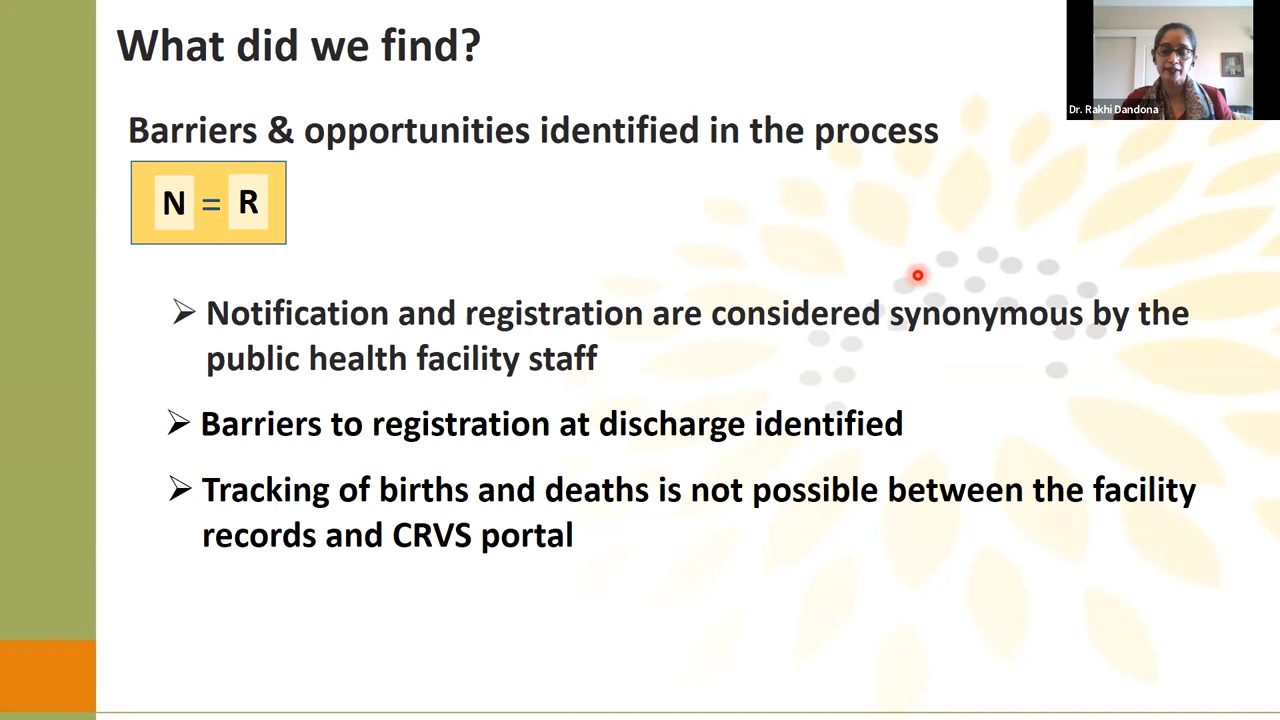 What did we find?
Dr. Rakhi Dandona
Barriers & opportunities identified in the process
N = R
➢ Notification and registration are considered synonymous by the
public health facility staff
➢ Barriers to registration at discharge identified
➢ Tracking of births and deaths is not possible between the facility
records and CRVS portal